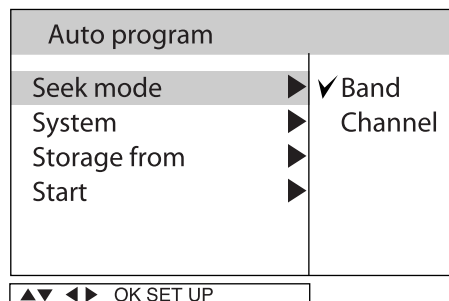 Auto program
Seek mode ▶ ✔ Band
System ▶ Channel
Storage from ▶
Start ▶
▲▼ ◀▶ OK SET UP